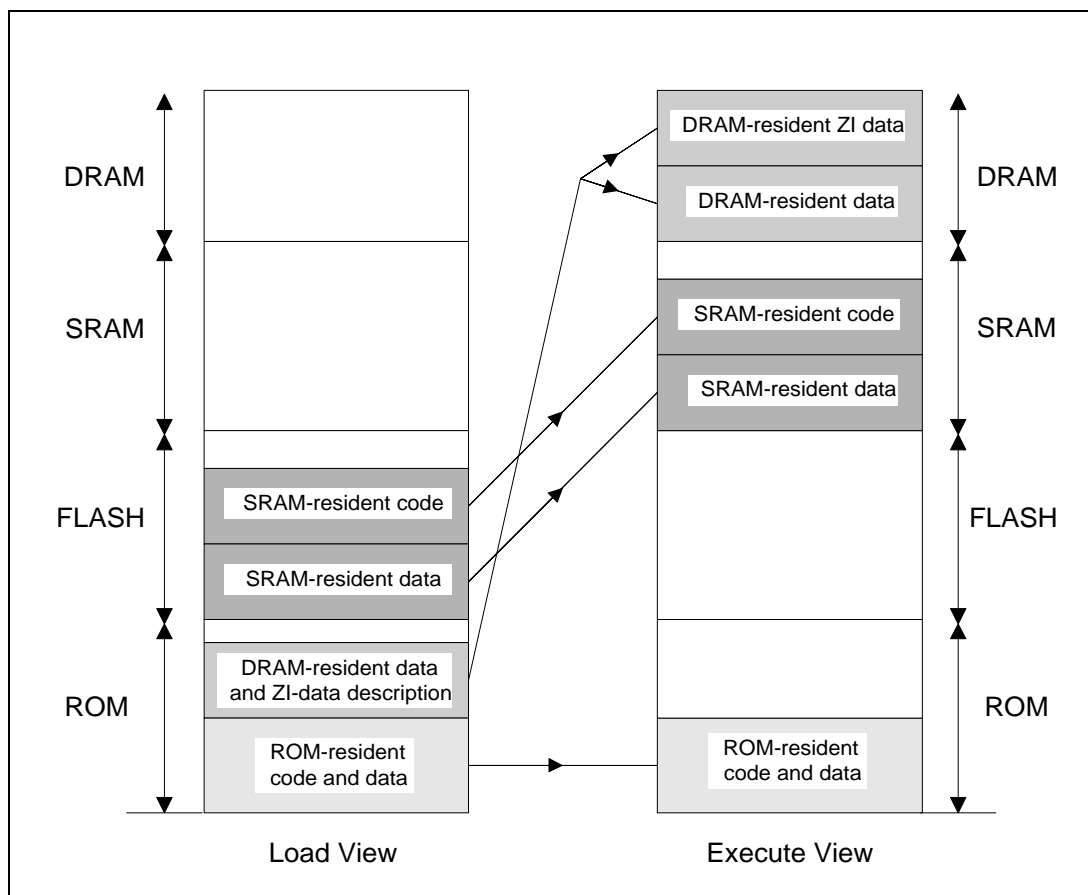 DRAM
SRAM
FLASH
ROM
SRAM-resident code
SRAM-resident data
DRAM-resident data
and ZI-data description
ROM-resident
code and data
Load View
DRAM-resident ZI data
DRAM-resident data
SRAM-resident code
SRAM-resident data
ROM-resident
code and data
Execute View
DRAM
SRAM
FLASH
ROM